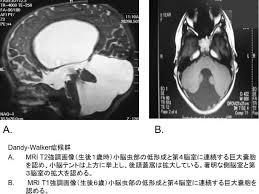 TR-4000 TE-250
1 YEAR
A.
B.
Dandy-Walker症候群
A. MRI T2強調画像(生後1歳時)小脳虫部の低形成と第4脳室に連続する巨大嚢胞
を認め、小脳テントは上方に挙上し、後頭蓋窩は拡大している。著明な側脳室と第
3脳室の拡大を認める。
B. MRI T1強調画像(生後6歳)小脳虫部の低形成と第4脳室に連続する巨大嚢胞
を認める。